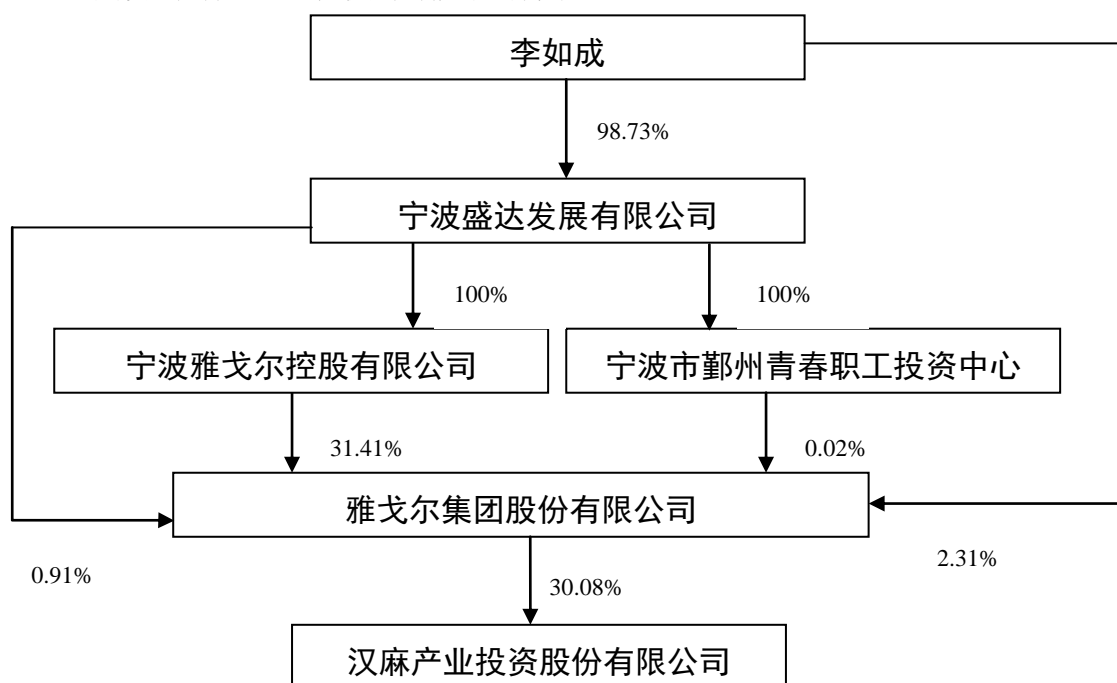 李如成
98.73%
宁波盛达发展有限公司
100%
100%
宁波雅戈尔控股有限公司
宁波市鄞州青春职工投资中心
31.41%
0.02%
雅戈尔集团股份有限公司
0.91%
2.31%
30.08%
汉麻产业投资股份有限公司